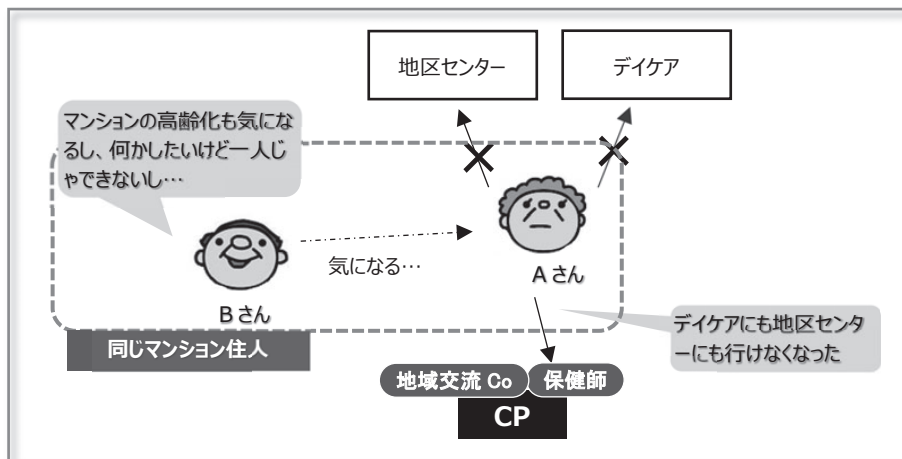 地区センター
デイケア
マンションの高齢化も気にな
るし、何かしたいけど一人じ
ゃできないし…
気になる…
Aさん
Bさん
同じマンション住人
デイケアにも地区センタ
ーにも行けなくなった
地域交流 Co
保健師
CP